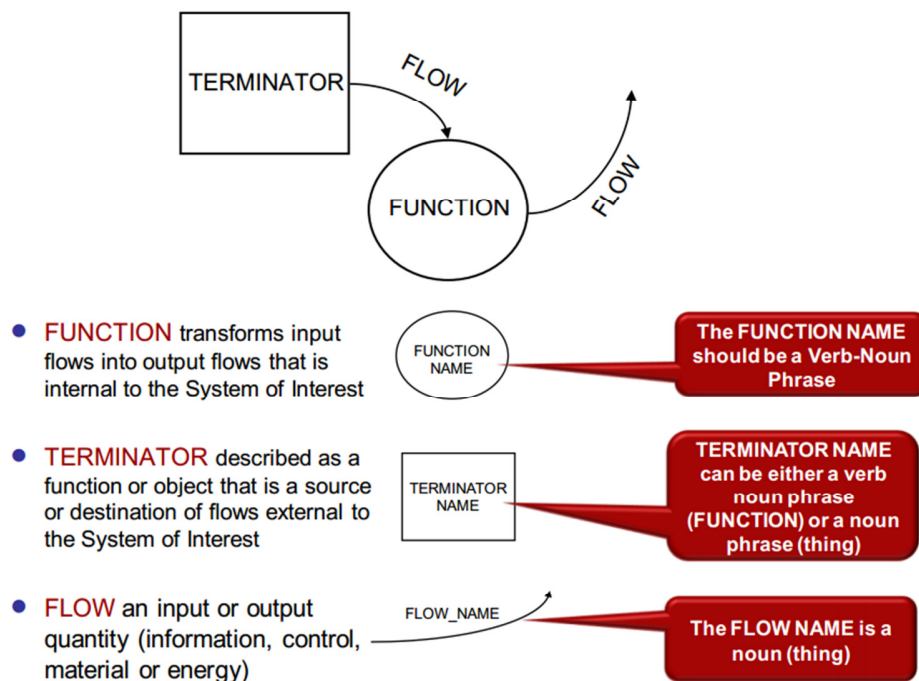 TERMINATOR
FLOW
FUNCTION
FLOW
FUNCTION transforms input
flows into output flows that is
internal to the System of Interest
FUNCTION
NAME
The FUNCTION NAME
should be a Verb-Noun
Phrase
TERMINATOR described as a
function or object that is a source
or destination of flows external to
the System of Interest
TERMINATOR
NAME
TERMINATOR NAME
can be either a verb
noun phrase
(FUNCTION) or a noun
phrase (thing)
FLOW an input or output
quantity (information, control,
material or energy)
FLOW_NAME
The FLOW NAME is a
noun (thing)